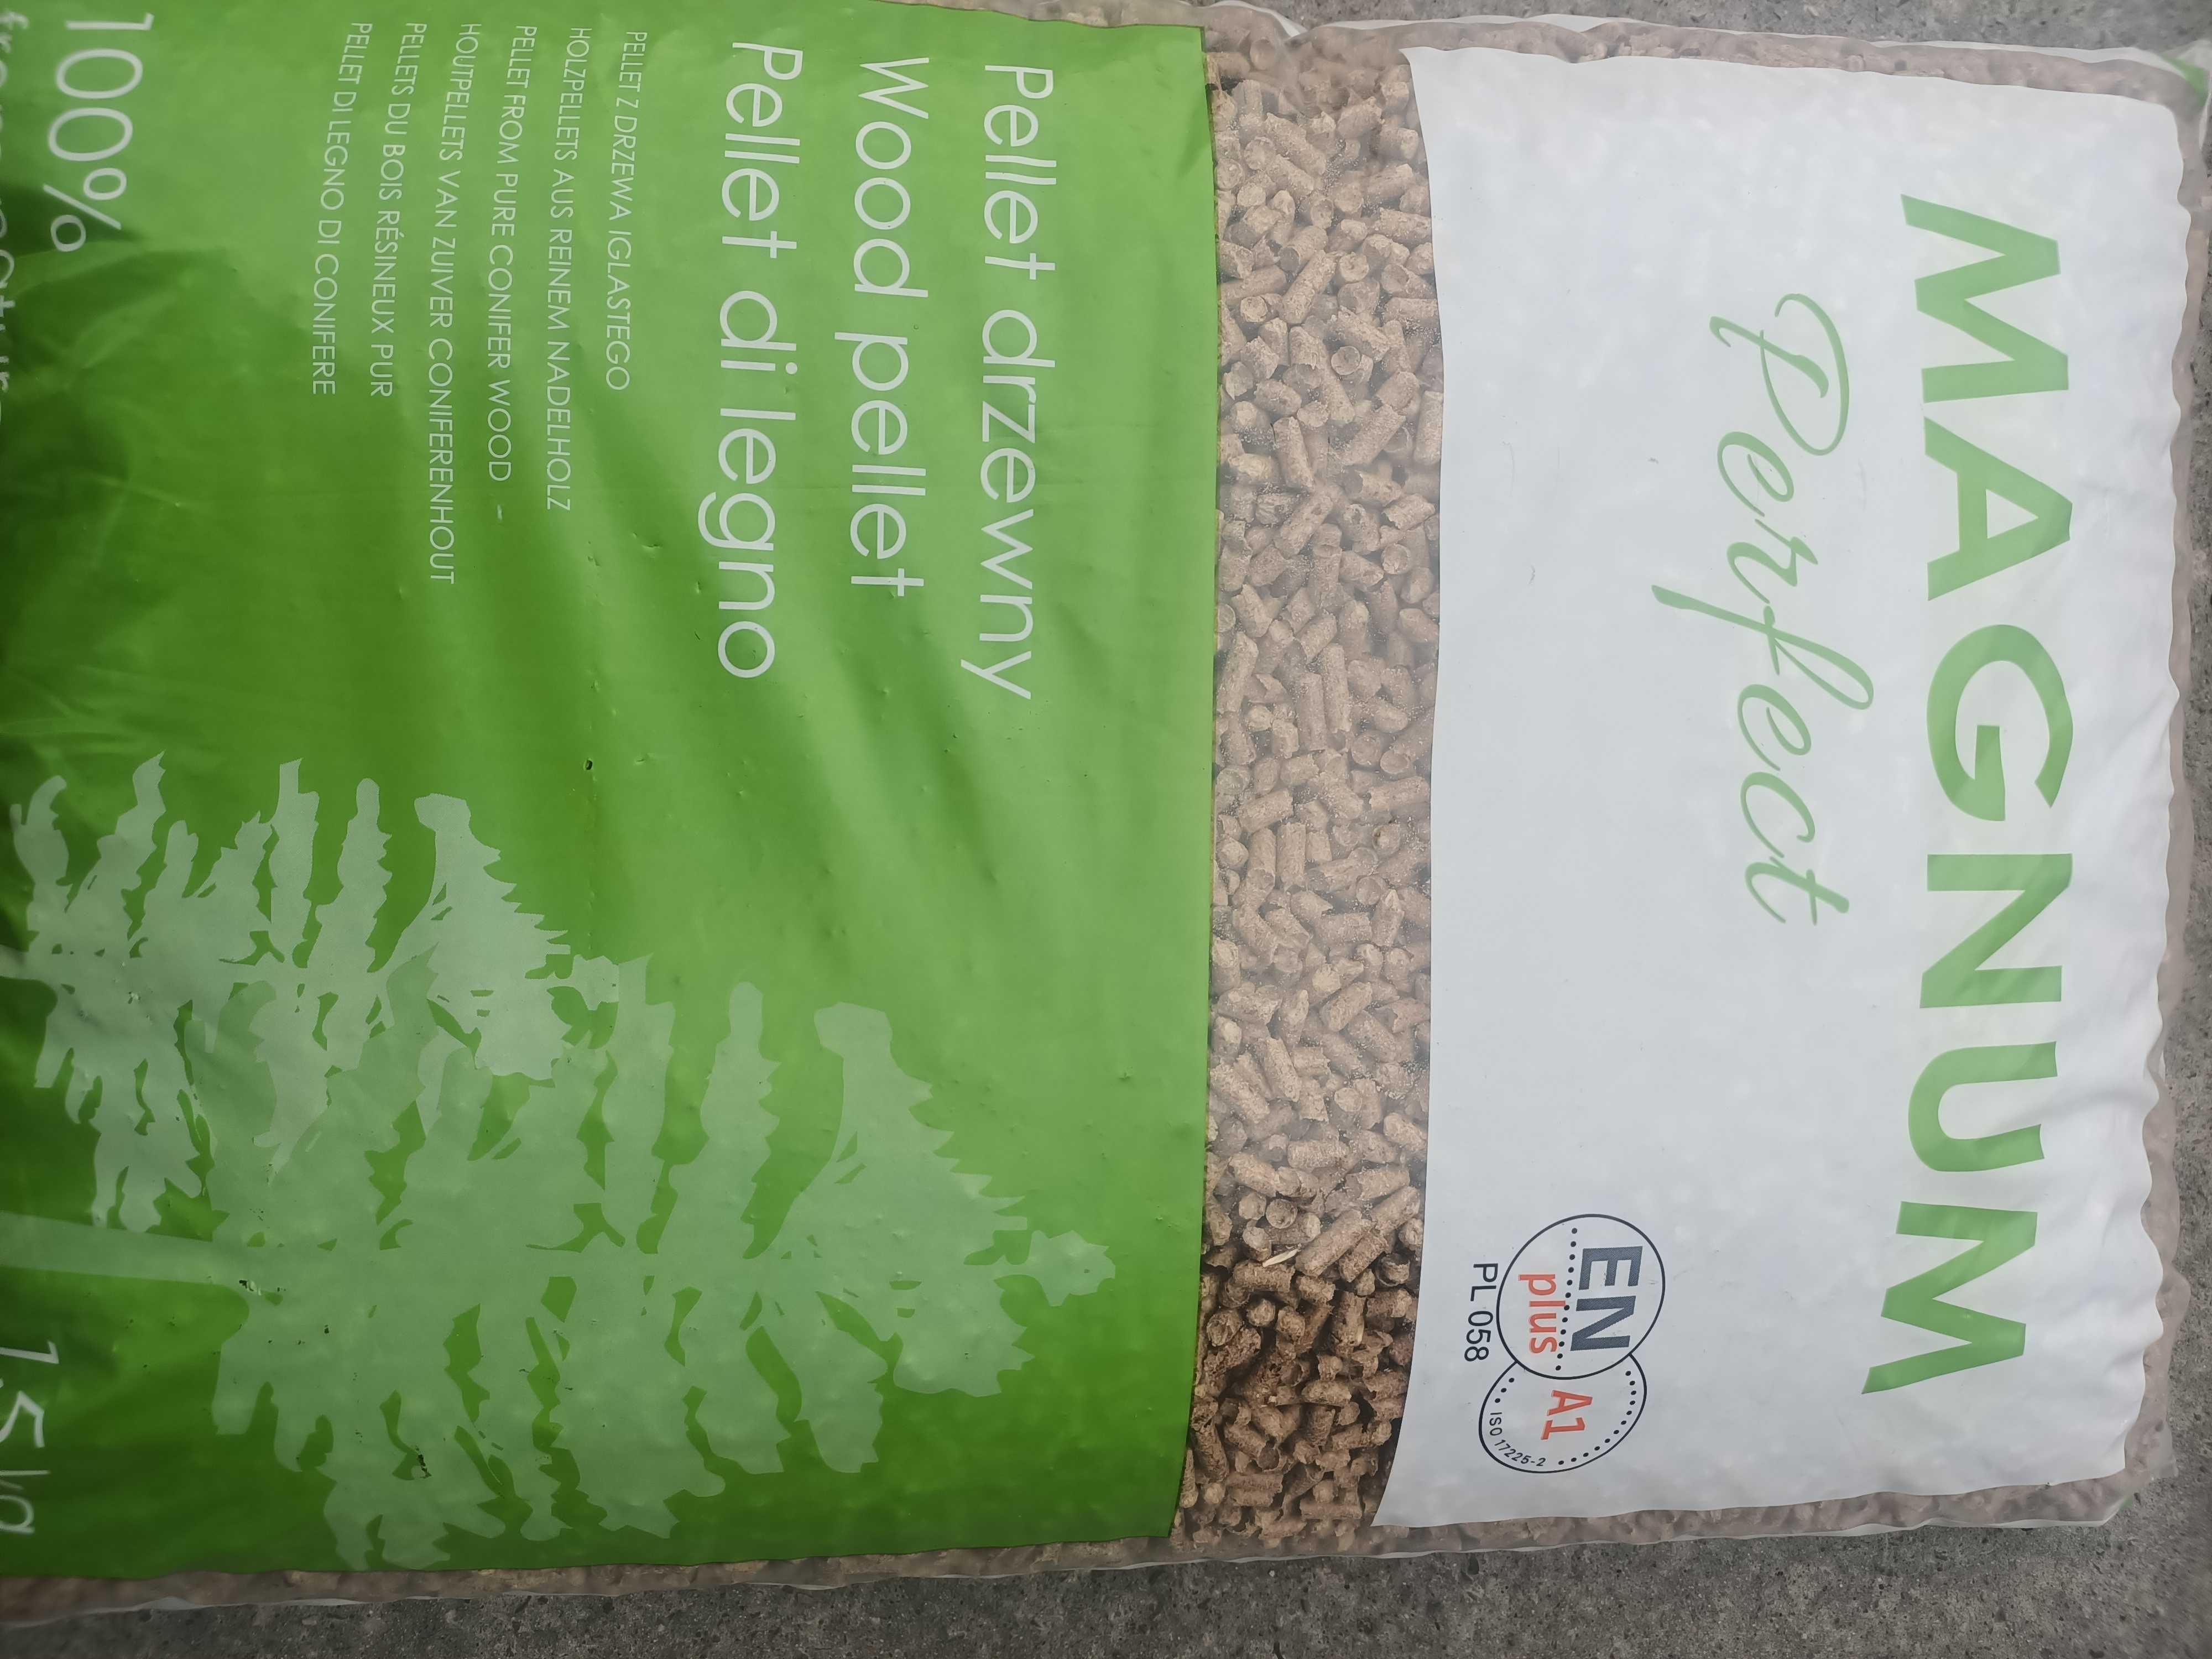 MAGNUM
Perfect
EN
plus
A1
ISO 17225-2
PL 058
Pellet drzewny
Wood pellet
Pellet di legno
PELLET Z DRZEWA IGLASTEGO
HOLZPELLETS AUS REINEM NADELHOLZ
PELLET FROM PURE CONIFER WOOD
HOUTPELLETS VAN ZUIVER CONIFERENHOUT
PELLETS DU BOIS RÉSINEUX PUR
PELLET DI LEGNO DI CONIFERE
100%
15 kg